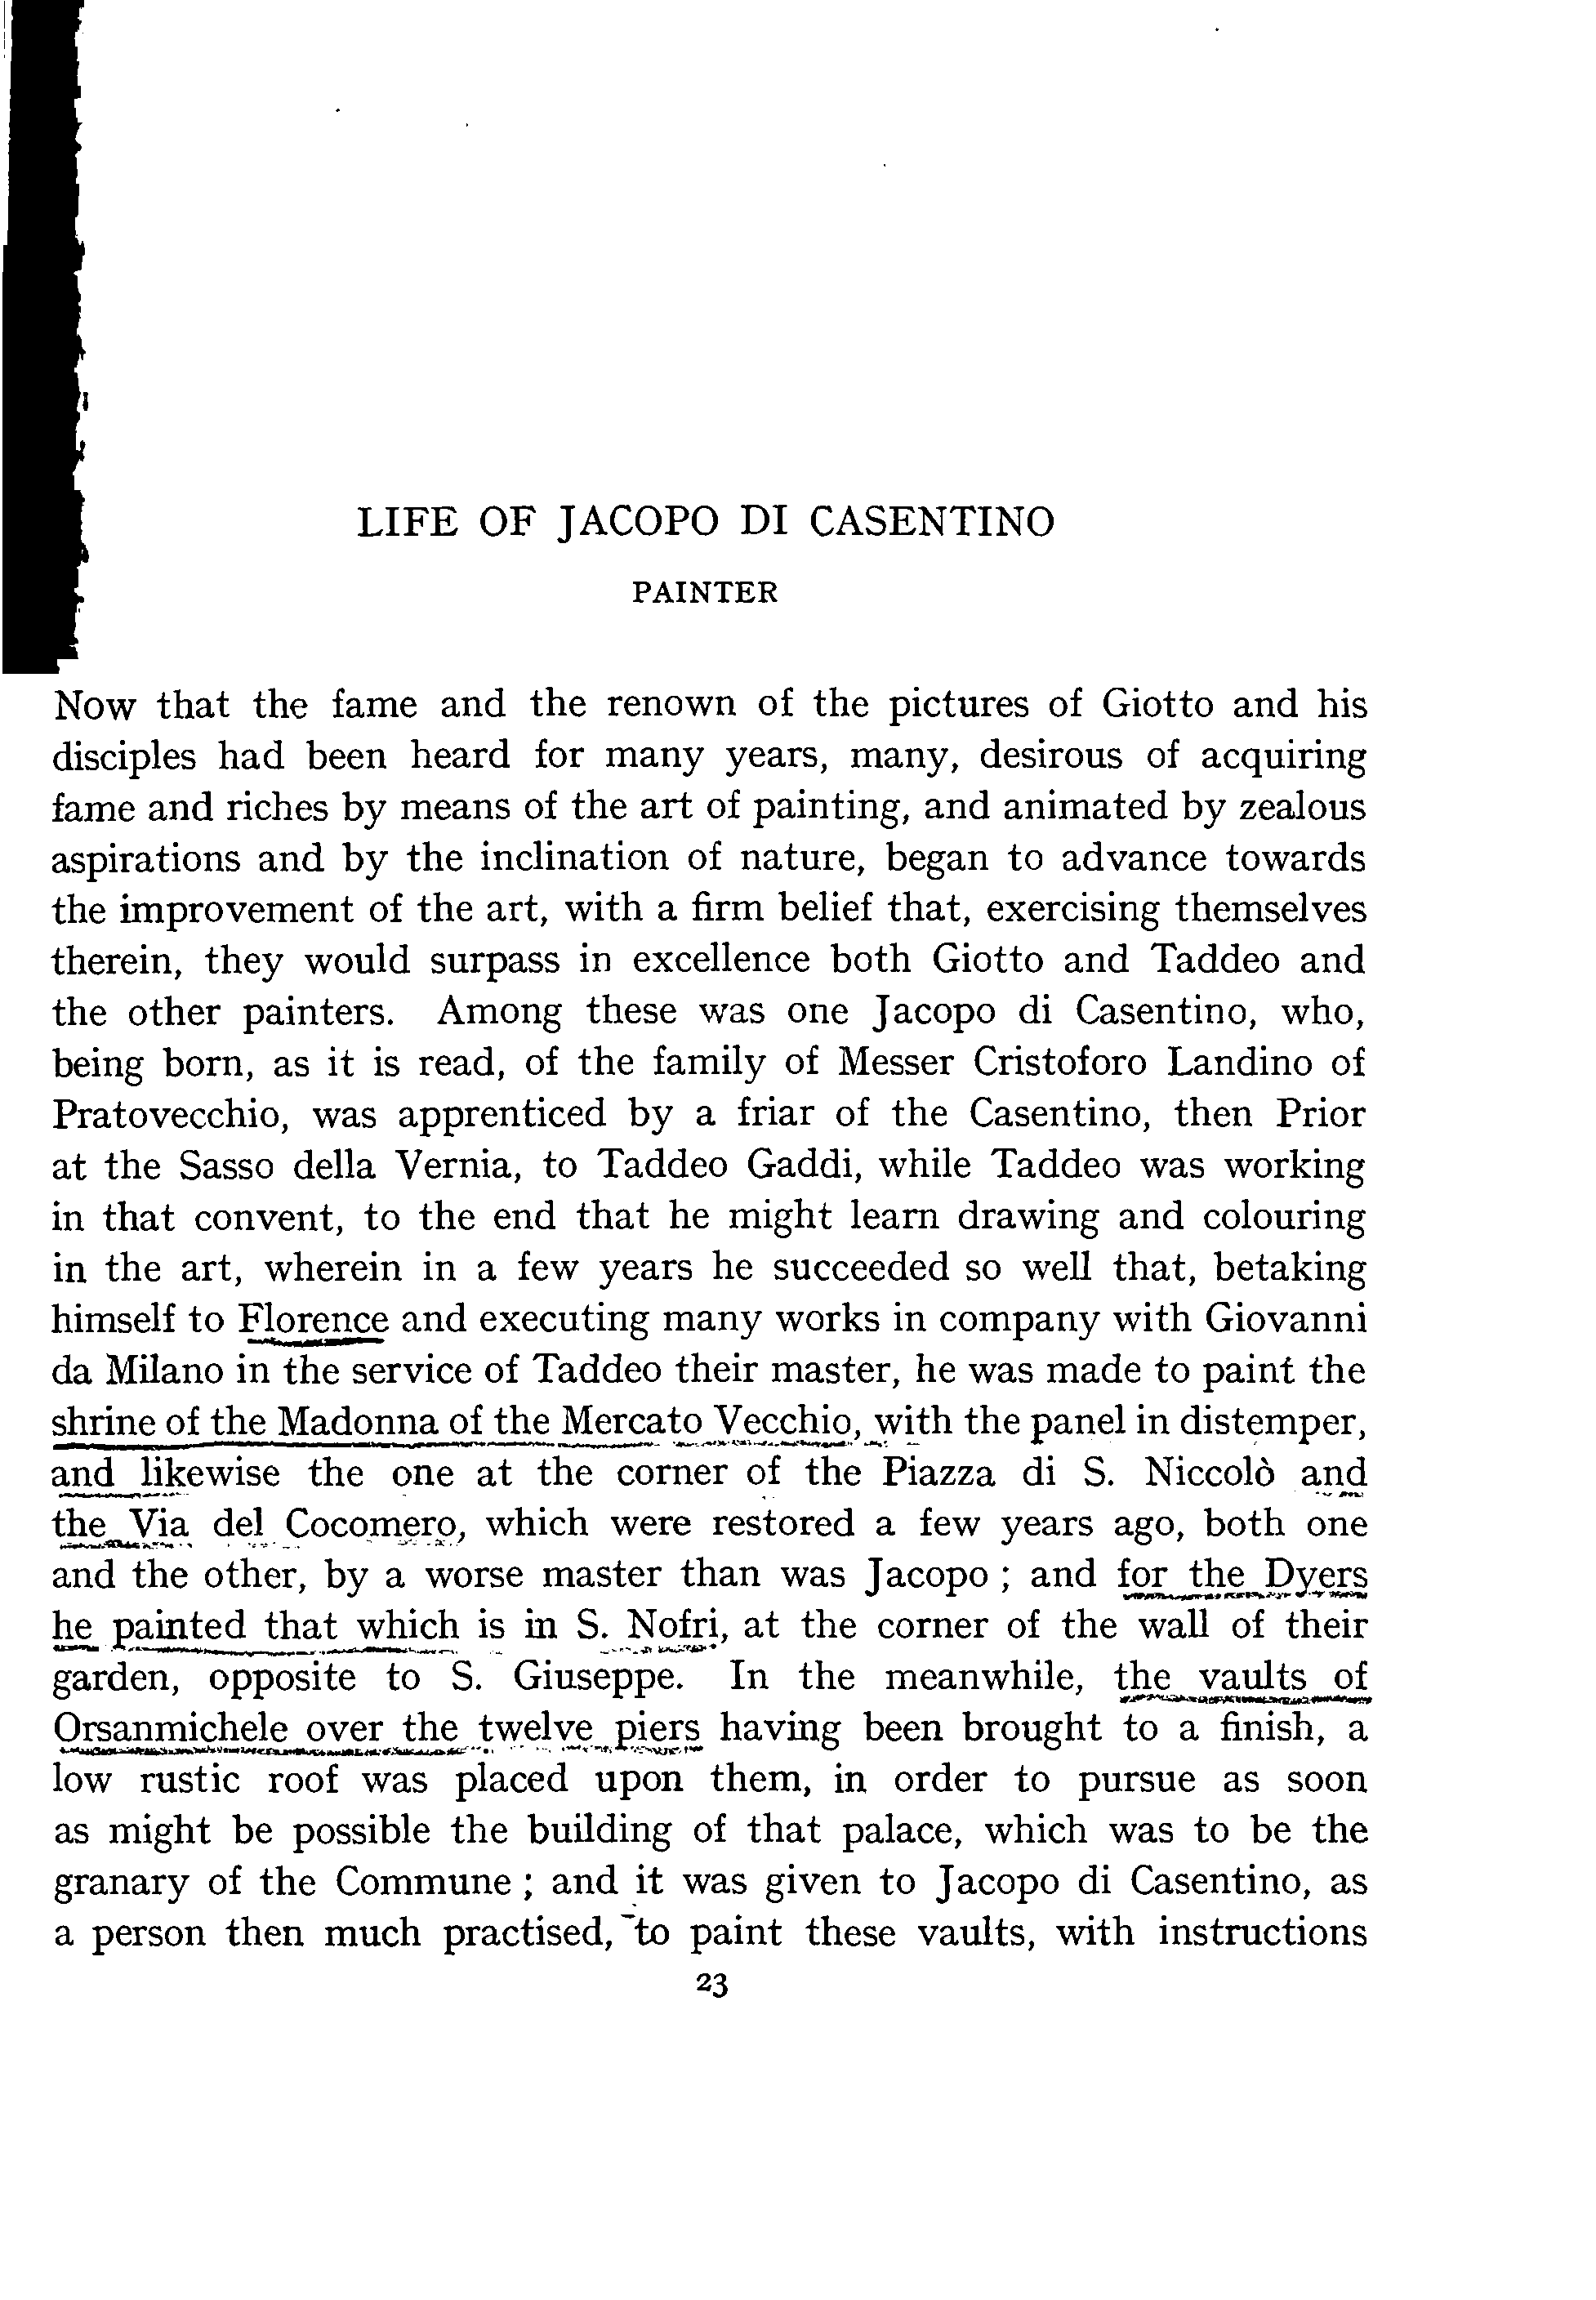 LIFE OF JACOPO DI CASENTINO
PAINTER
Now that the fame and the renown of the pictures of Giotto and his
disciples had been heard for many years, many, desirous of acquiring
fame and riches by means of the art of painting, and animated by zealous
aspirations and by the inclination of nature, began to advance towards
the improvement of the art, with a firm belief that, exercising themselves
therein, they would surpass in excellence both Giotto and Taddeo and
the other painters. Among these was one Jacopo di Casentino, who,
being born, as it is read, of the family of Messer Cristoforo Landino of
Pratovecchio, was apprenticed by a friar of the Casentino, then Prior
at the Sasso della Vernia, to Taddeo Gaddi, while Taddeo was working
in that convent, to the end that he might learn drawing and colouring
in the art, wherein in a few years he succeeded so well that, betaking
himself to Florence and executing many works in company with Giovanni
da Milano in the service of Taddeo their master, he was made to paint the
shrine of the Madonna of the Mercato Vecchio, with the panel in distemper,
and likewise the one at the corner of the Piazza di S. Niccolò and
the Via del Cocomero, which were restored a few years ago, both one
and the other, by a worse master than was Jacopo ; and for the Dyers
he painted that which is in S. Nofri, at the corner of the wall of their
garden, opposite to S. Giuseppe. In the meanwhile, the vaults of
Orsanmichele over the twelve piers having been brought to a finish, a
low rustic roof was placed upon them, in order to pursue as soon
as might be possible the building of that palace, which was to be the
granary of the Commune ; and it was given to Jacopo di Casentino, as
a person then much practised, to paint these vaults, with instructions
23